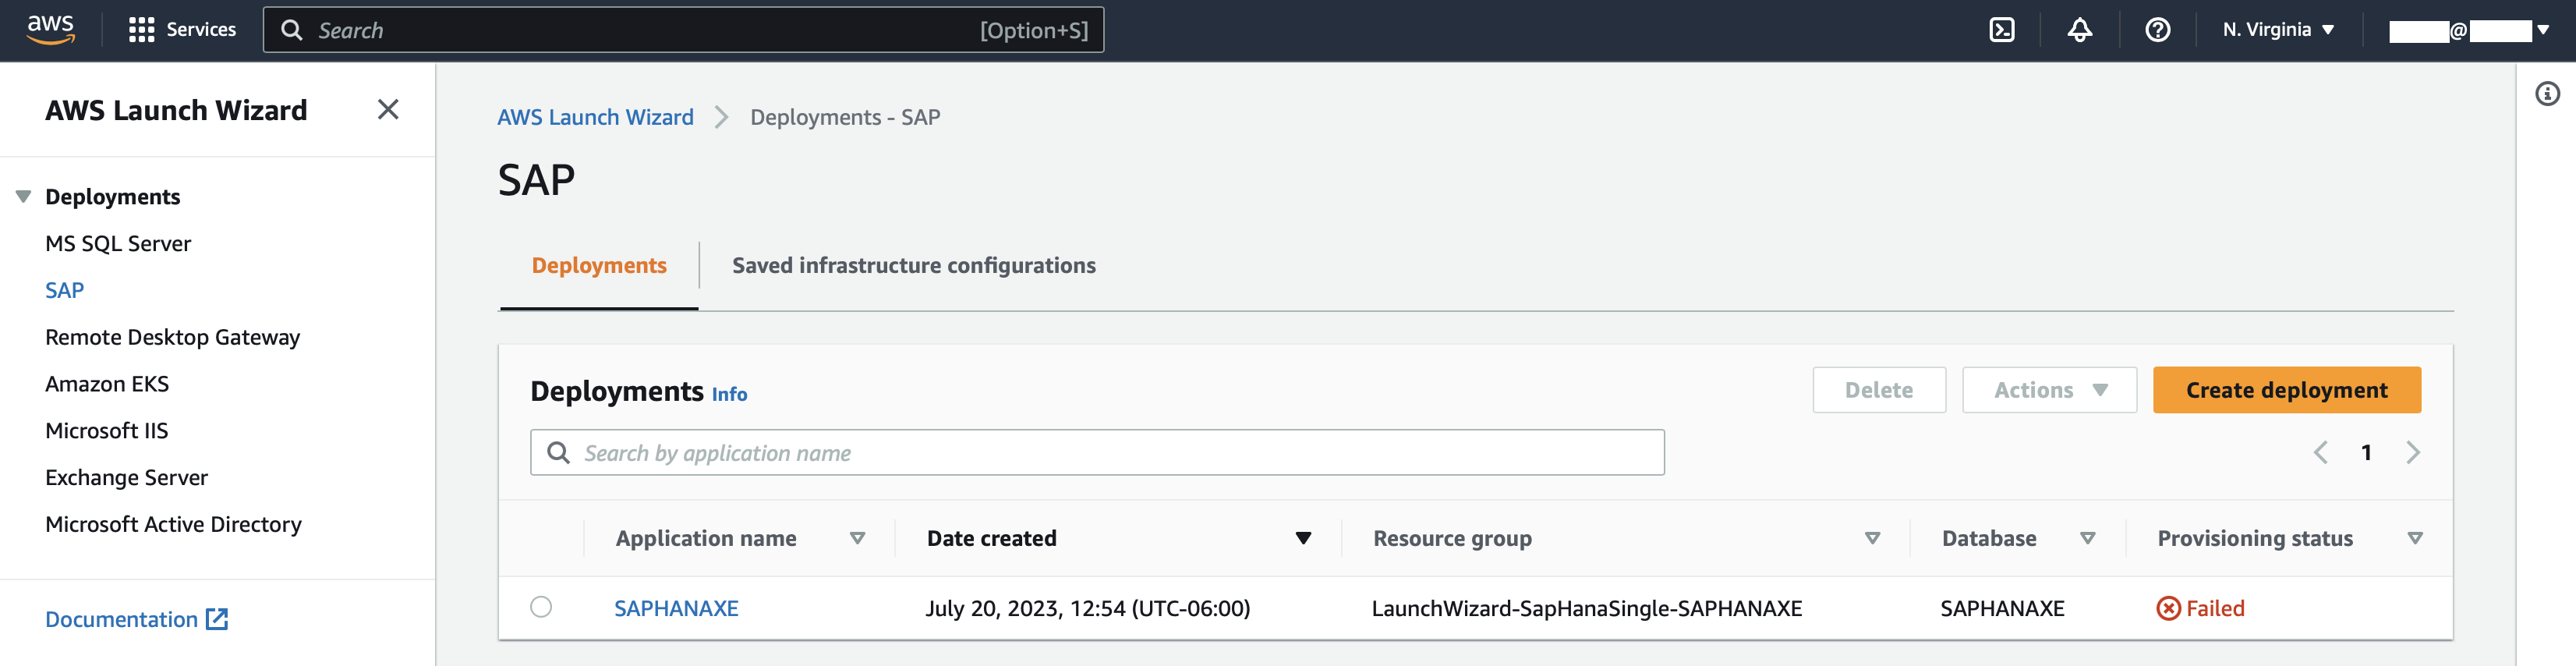 aws Services Search [Option+S] N. Virginia @
AWS Launch Wizard
Deployments
MS SQL Server
SAP
Remote Desktop Gateway
Amazon EKS
Microsoft IIS
Exchange Server
Microsoft Active Directory
Documentation
AWS Launch Wizard > Deployments - SAP
SAP
Deployments Saved infrastructure configurations
Deployments Info Delete Actions Create deployment
Search by application name 1
Application name Date created Resource group Database Provisioning status
SAPHANAXE July 20, 2023, 12:54 (UTC-06:00) LaunchWizard-SapHanaSingle-SAPHANAXE SAPHANAXE Failed